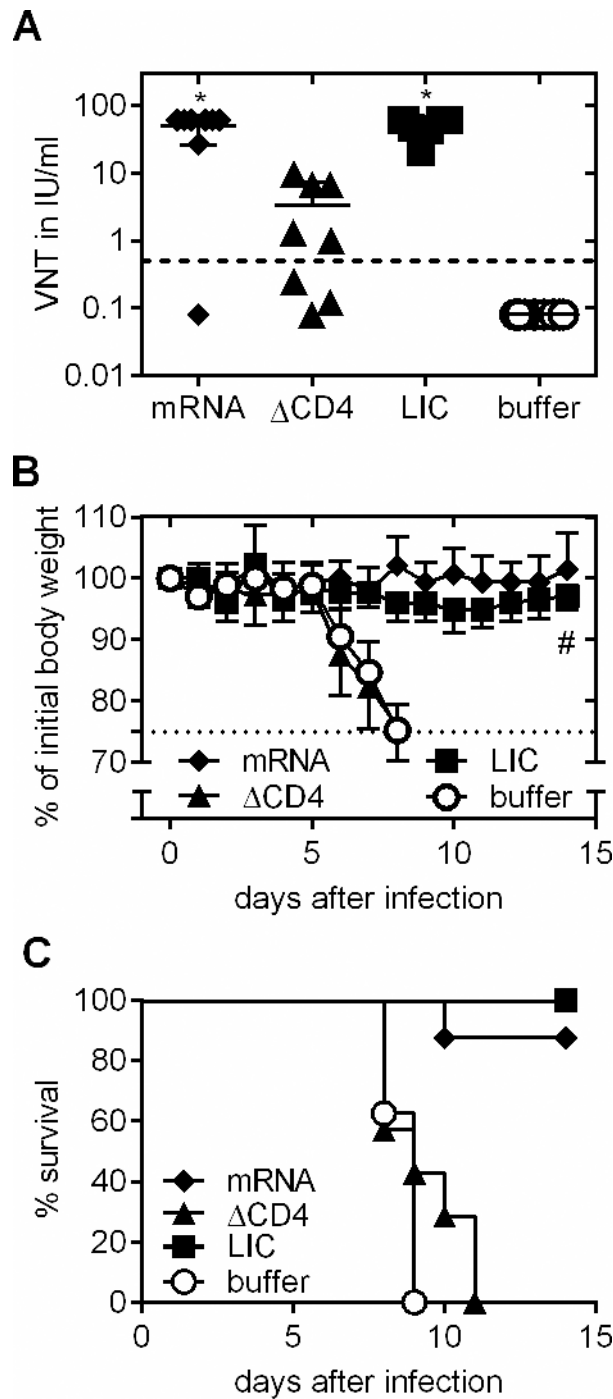 A
*
*
VNT in IU/ml
100
10
1
0.1
0.01
mRNA
ΔCD4
LIC
buffer
B
% of initial body weight
110
100
90
80
70
#
mRNA
LIC
ΔCD4
buffer
0
5
10
15
days after infection
C
% survival
100
80
60
40
20
0
mRNA
ΔCD4
LIC
buffer
0
5
10
15
days after infection